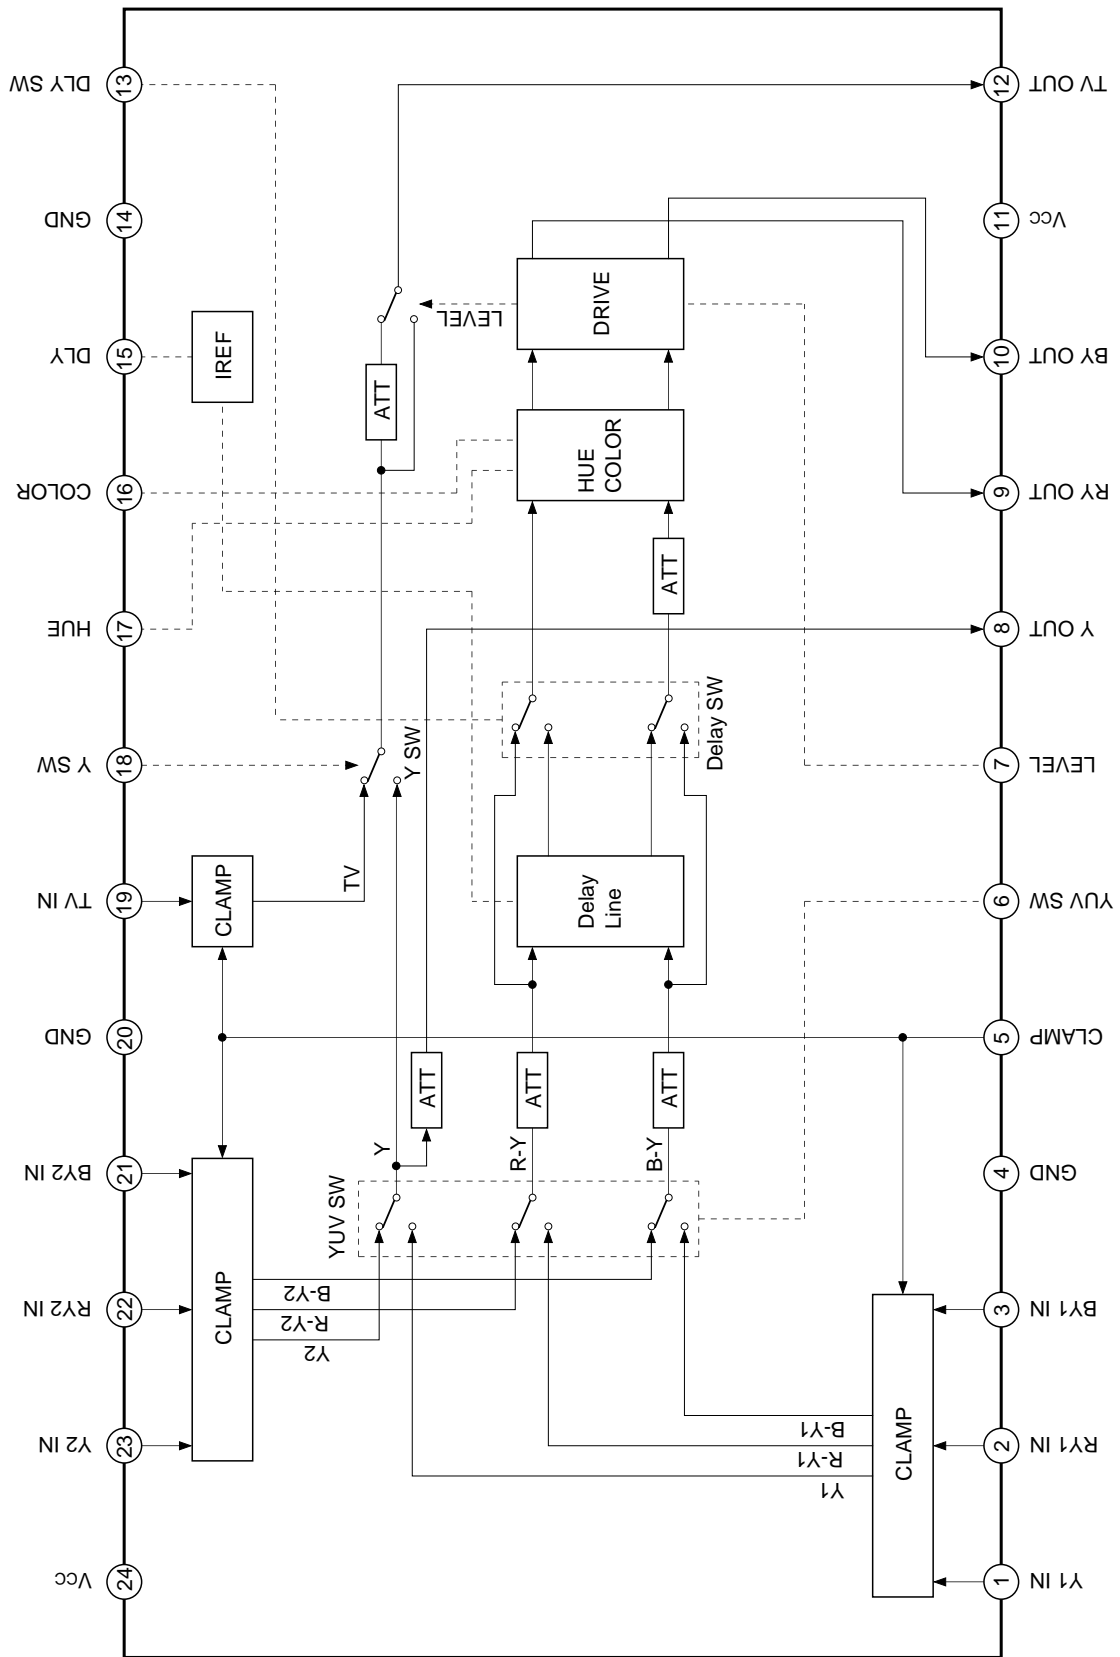 DLY SW
13
12
TV OUT
GND
14
11
Vcc
DLY
15
IREF
LEVEL
DRIVE
10
BY OUT
ATT
COLOR
16
HUE
COLOR
9
RY OUT
ATT
HUE
17
8
Y OUT
Y SW
18
Y SW
Delay SW
7
LEVEL
TV IN
19
CLAMP
TV
Delay
Line
6
YUV SW
GND
20
5
CLAMP
ATT
ATT
ATT
Y
R-Y
B-Y
BY2 IN
21
YUV SW
4
GND
RY2 IN
22
CLAMP
B-Y2
R-Y2
Y2
3
BY1 IN
Y2 IN
23
B-Y1
R-Y1
Y1
CLAMP
2
RY1 IN
Vcc
24
1
Y1 IN